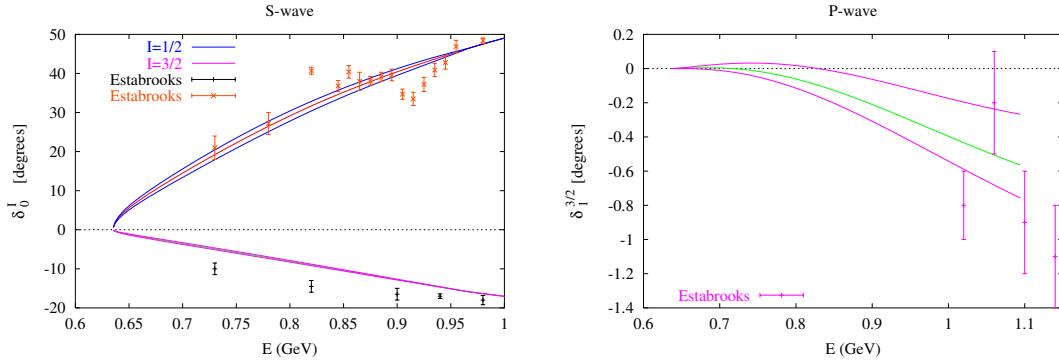 S-wave
50
40
30
20
10
0
-10
-20
δ₀ᴵ [degrees]
I=1/2
I=3/2
Estabrooks
Estabrooks
0.6 0.65 0.7 0.75 0.8 0.85 0.9 0.95 1
E (GeV)
P-wave
0.2
0
-0.2
-0.4
-0.6
-0.8
-1
-1.2
-1.4
δ₁^3/2 [degrees]
Estabrooks
0.6 0.7 0.8 0.9 1 1.1
E (GeV)